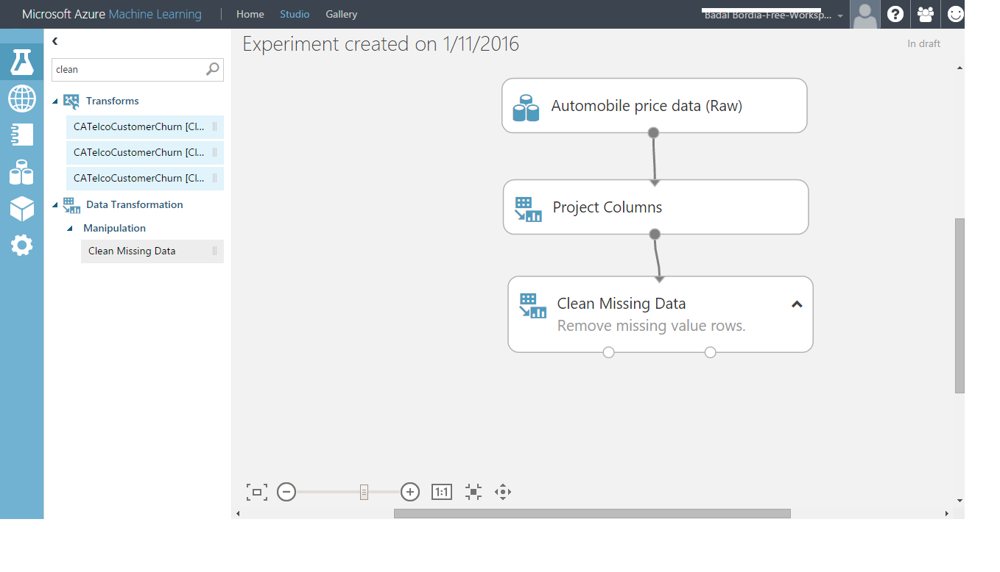 Microsoft Azure Machine Learning | Home Studio Gallery
Badal Bordia-Free-Worksp...
Experiment created on 1/11/2016
In draft
clean
Transforms
CATelcoCustomerChurn [Cl...
CATelcoCustomerChurn [Cl...
CATelcoCustomerChurn [Cl...
Data Transformation
Manipulation
Clean Missing Data
Automobile price data (Raw)
Project Columns
Clean Missing Data
Remove missing value rows.
1:1